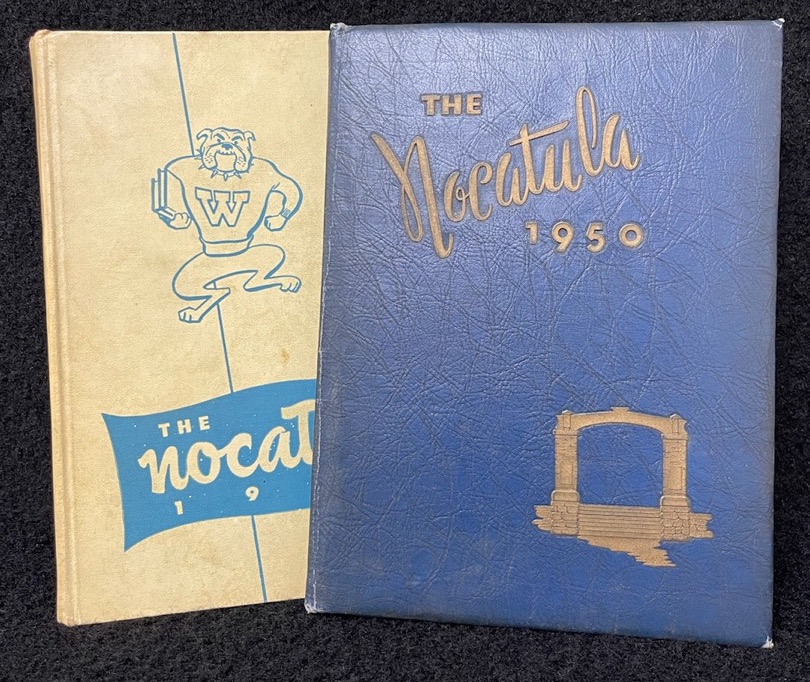 W
THE
nocat
1 9
THE
Nocatula
1950